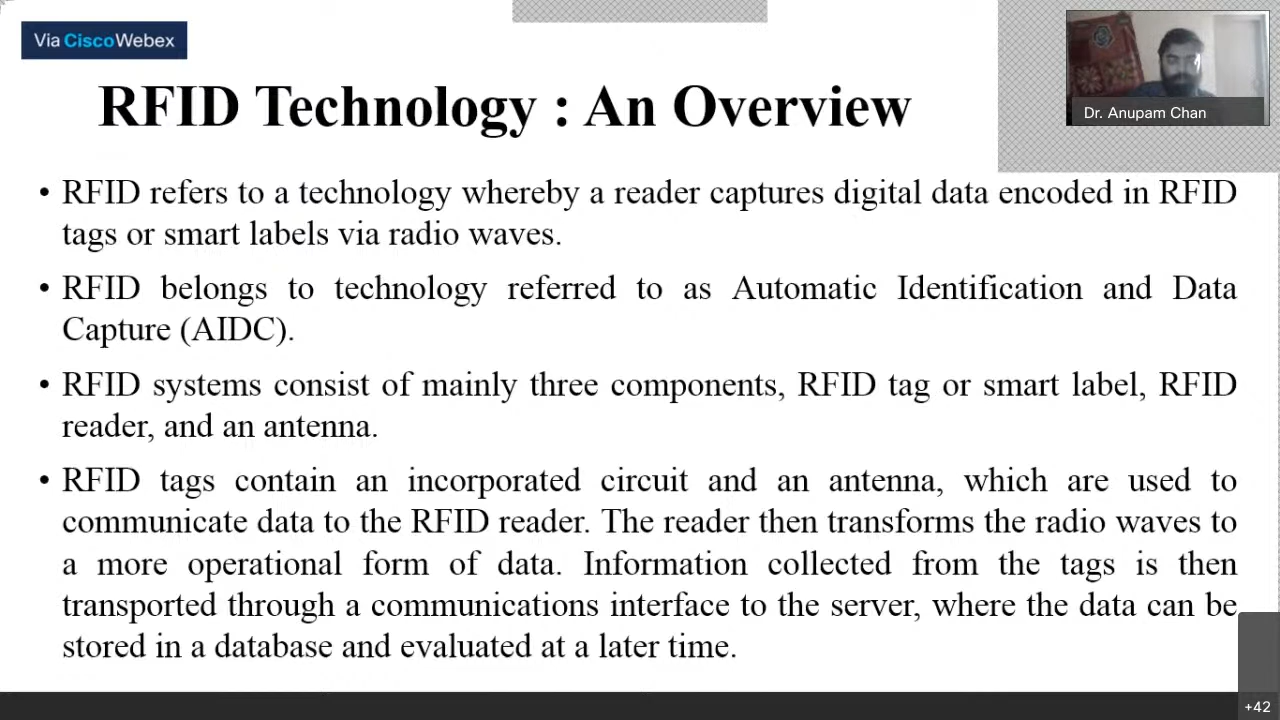 Via Cisco Webex
Dr. Anupam Chan
RFID Technology : An Overview
• RFID refers to a technology whereby a reader captures digital data encoded in RFID
tags or smart labels via radio waves.
• RFID belongs to technology referred to as Automatic Identification and Data
Capture (AIDC).
• RFID systems consist of mainly three components, RFID tag or smart label, RFID
reader, and an antenna.
• RFID tags contain an incorporated circuit and an antenna, which are used to
communicate data to the RFID reader. The reader then transforms the radio waves to
a more operational form of data. Information collected from the tags is then
transported through a communications interface to the server, where the data can be
stored in a database and evaluated at a later time.
+42